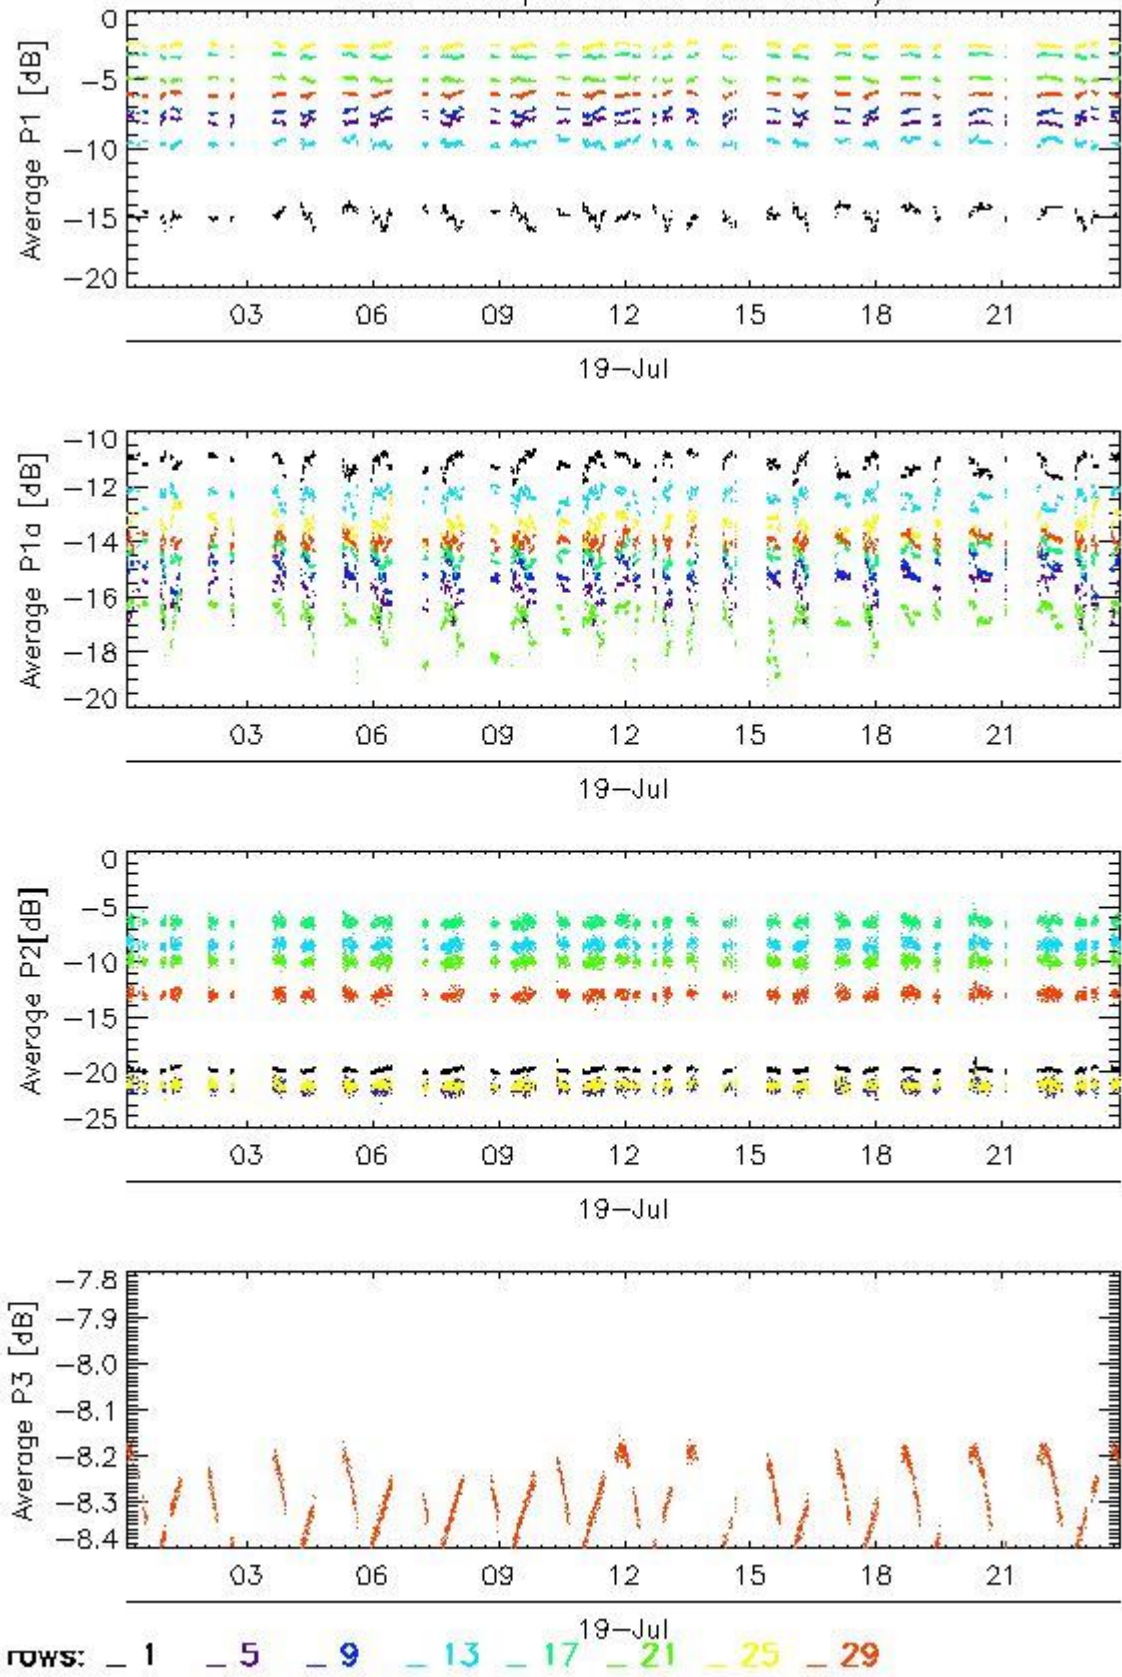 0
−5
−10
−15
−20
Average P1 [dB]
03 06 09 12 15 18 21
19−Jul
−10
−12
−14
−16
−18
−20
Average P1a [dB]
03 06 09 12 15 18 21
19−Jul
0
−5
−10
−15
−20
−25
Average P2[dB]
03 06 09 12 15 18 21
19−Jul
−7.8
−7.9
−8.0
−8.1
−8.2
−8.3
−8.4
Average P3 [dB]
03 06 09 12 15 18 21
19−Jul
rows: _ 1 _ 5 _ 9 _ 13 _ 17 _ 21 _ 25 _ 29